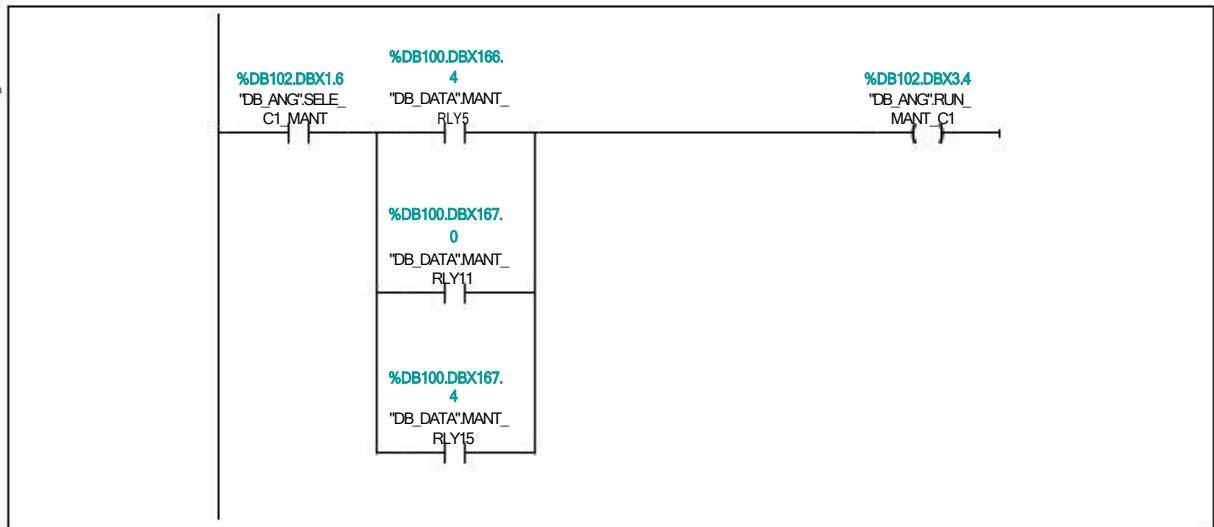 %DB102.DBX1.6
"DB_ANG".SELE_
C1_MANT
%DB100.DBX166.
4
"DB_DATA".MANT_
RLY5
%DB102.DBX3.4
"DB_ANG".RUN_
MANT_C1
%DB100.DBX167.
0
"DB_DATA".MANT_
RLY11
%DB100.DBX167.
4
"DB_DATA".MANT_
RLY15